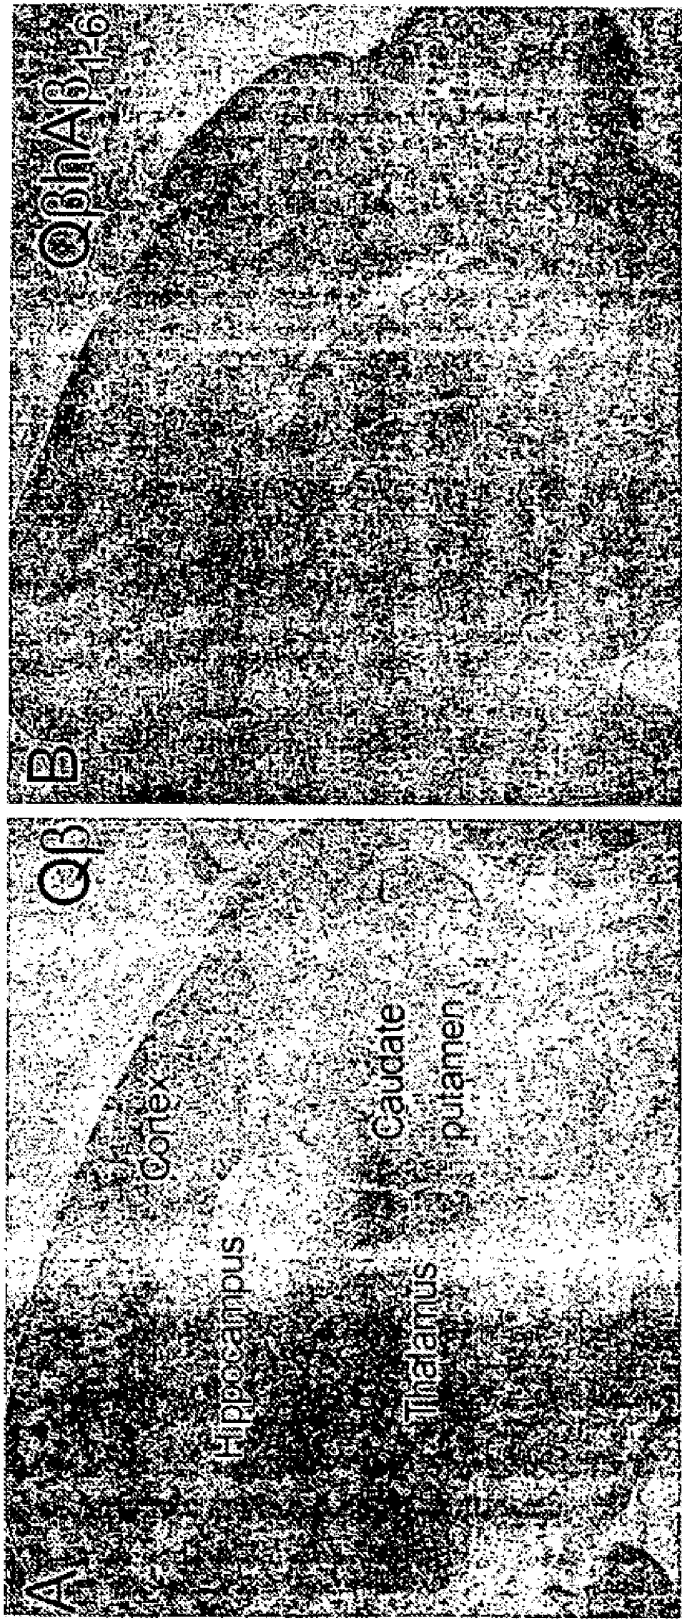 A
Qβ
Cortex
Hippocampus
Caudate
putamen
Thalamus
B
QβhAβ1-6